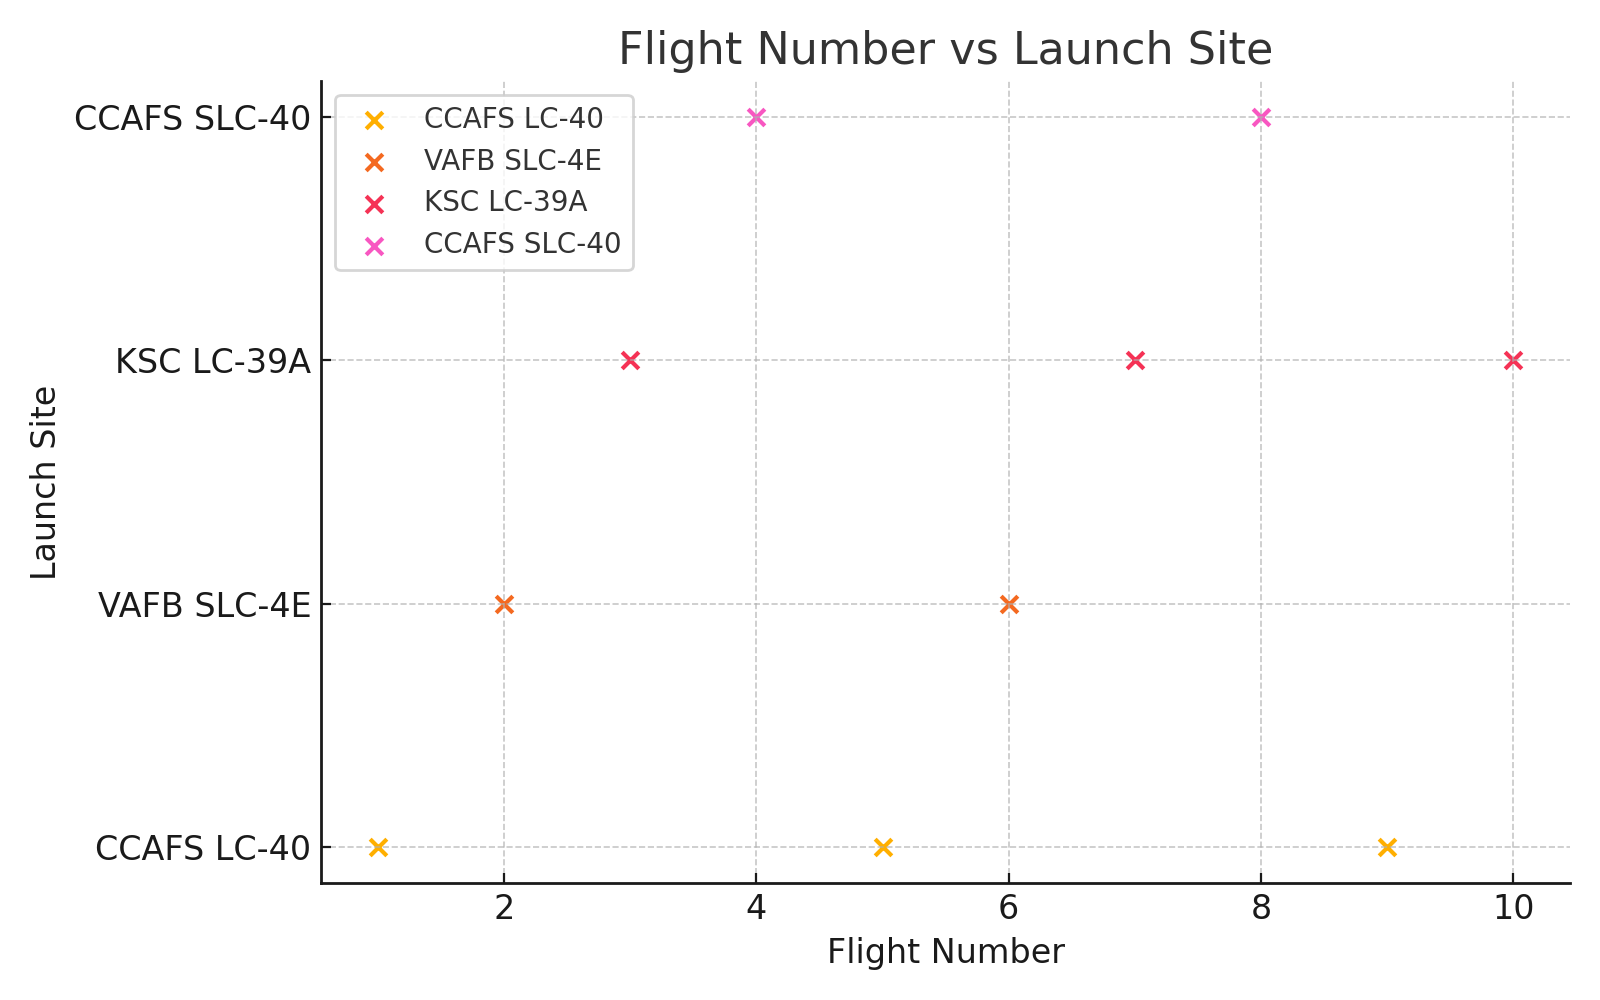 Flight Number vs Launch Site
CCAFS SLC-40
KSC LC-39A
VAFB SLC-4E
CCAFS LC-40
Launch Site
CCAFS LC-40
VAFB SLC-4E
KSC LC-39A
CCAFS SLC-40
2 4 6 8 10
Flight Number